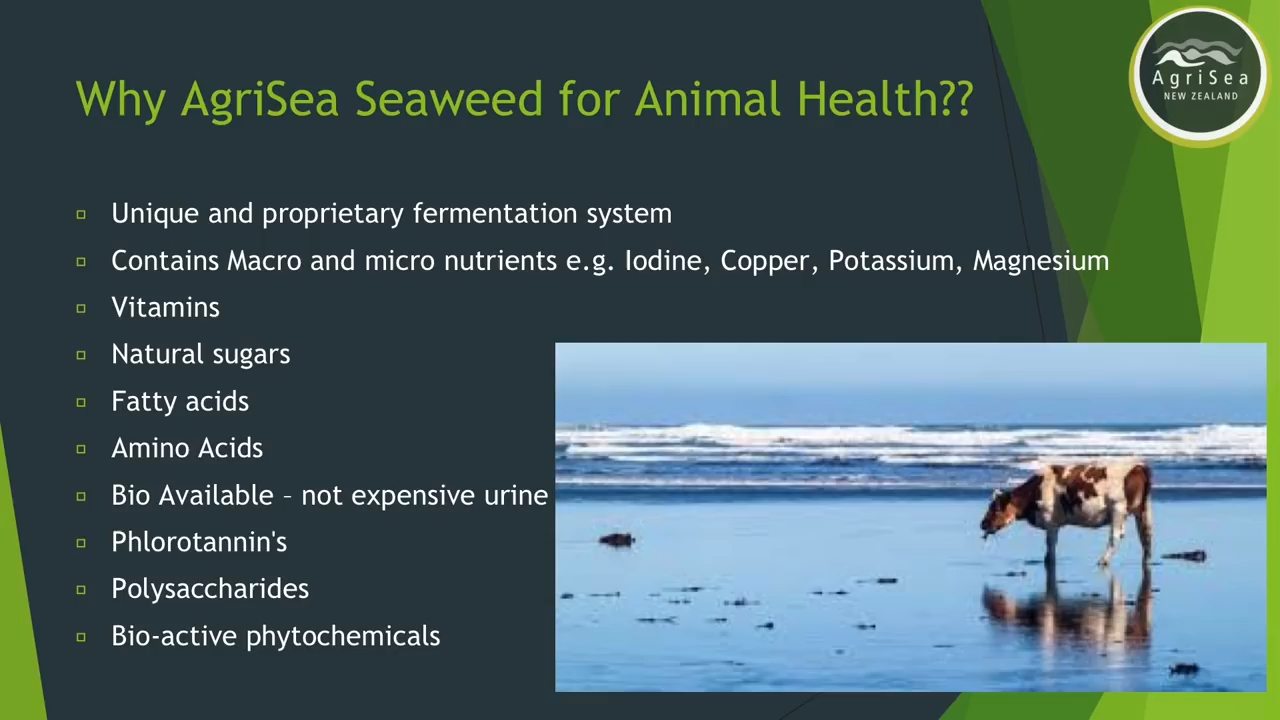 Why AgriSea Seaweed for Animal Health??
AgriSea
NEW ZEALAND
Unique and proprietary fermentation system
Contains Macro and micro nutrients e.g. Iodine, Copper, Potassium, Magnesium
Vitamins
Natural sugars
Fatty acids
Amino Acids
Bio Available – not expensive urine
Phlorotannin's
Polysaccharides
Bio-active phytochemicals